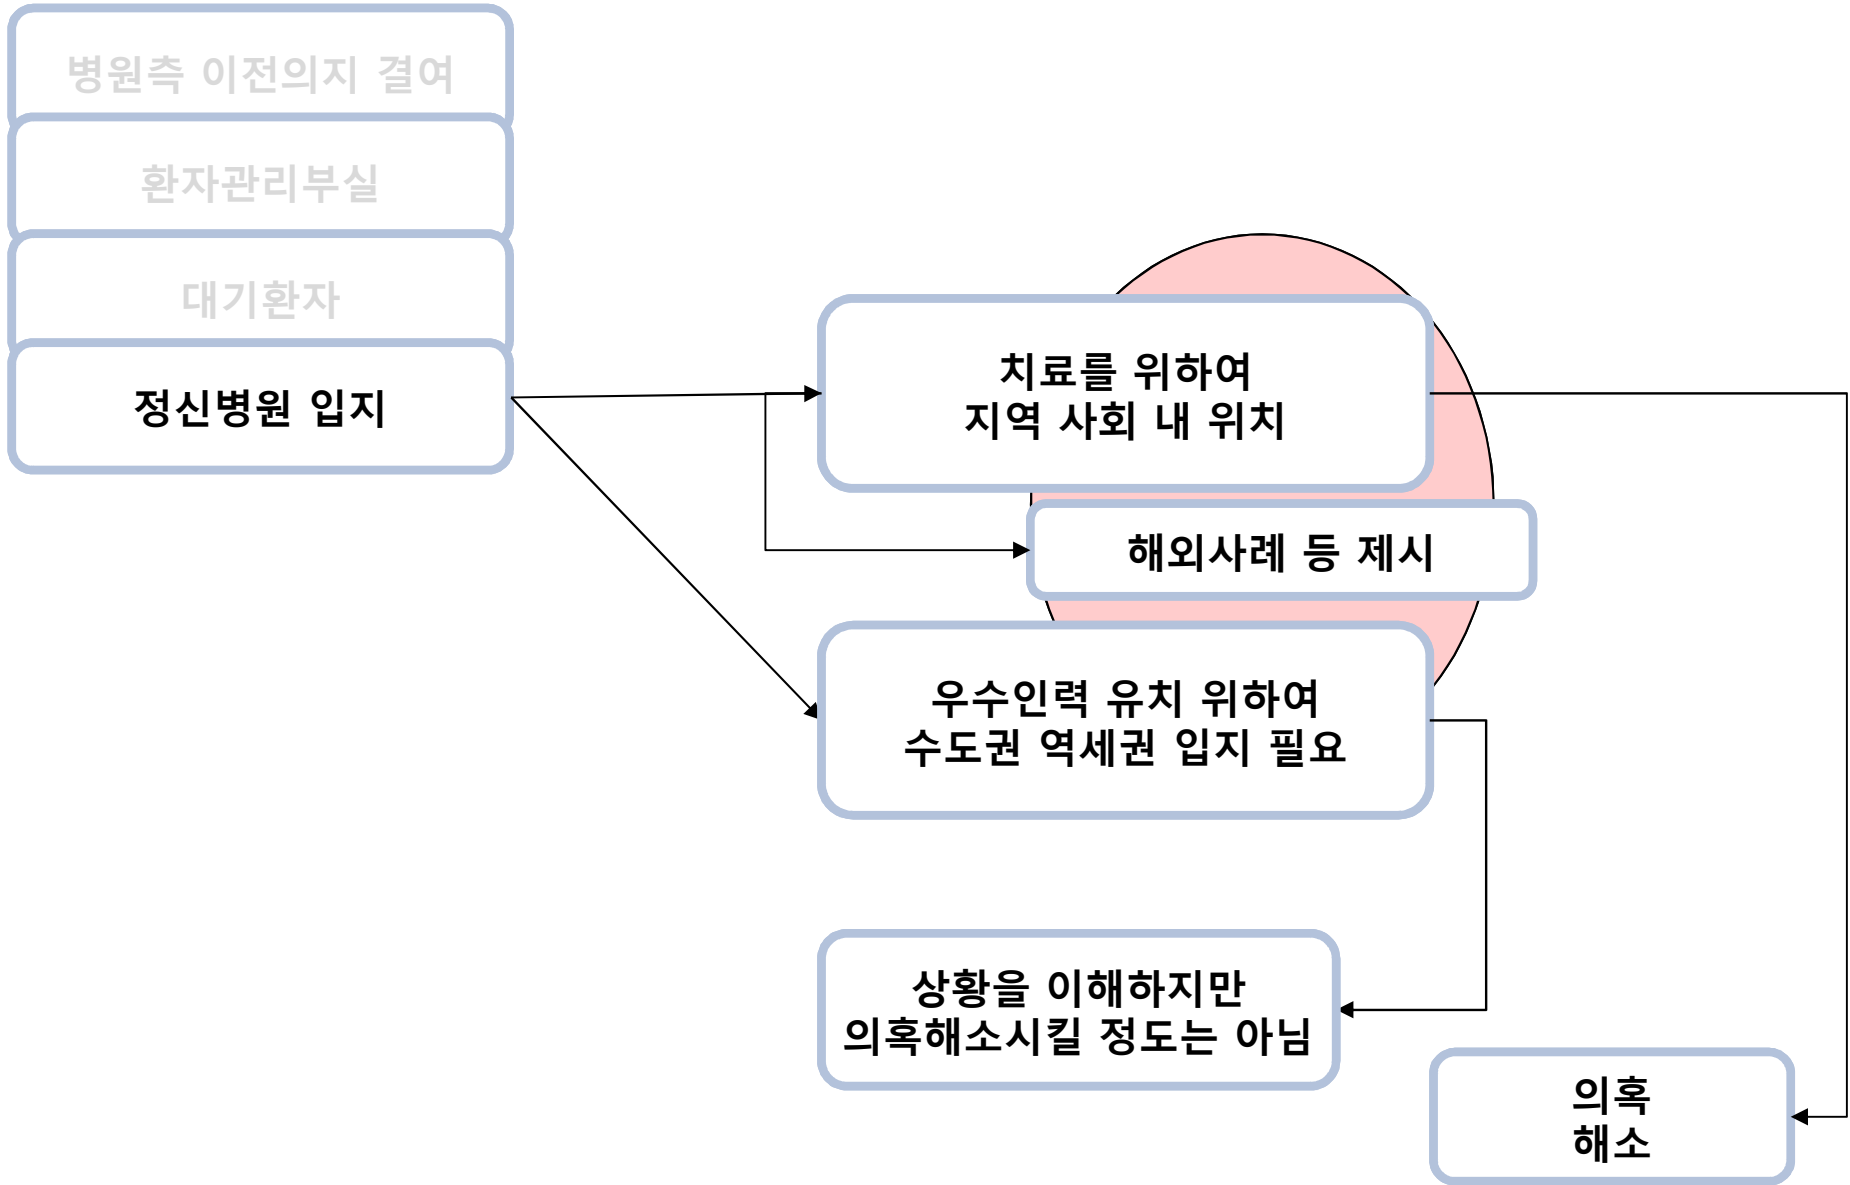 병원측 이전의지 결여
환자관리부실
대기환자
정신병원 입지
치료를 위하여
지역 사회 내 위치
해외사례 등 제시
우수인력 유치 위하여
수도권 역세권 입지 필요
상황을 이해하지만
의혹해소시킬 정도는 아님
의혹
해소